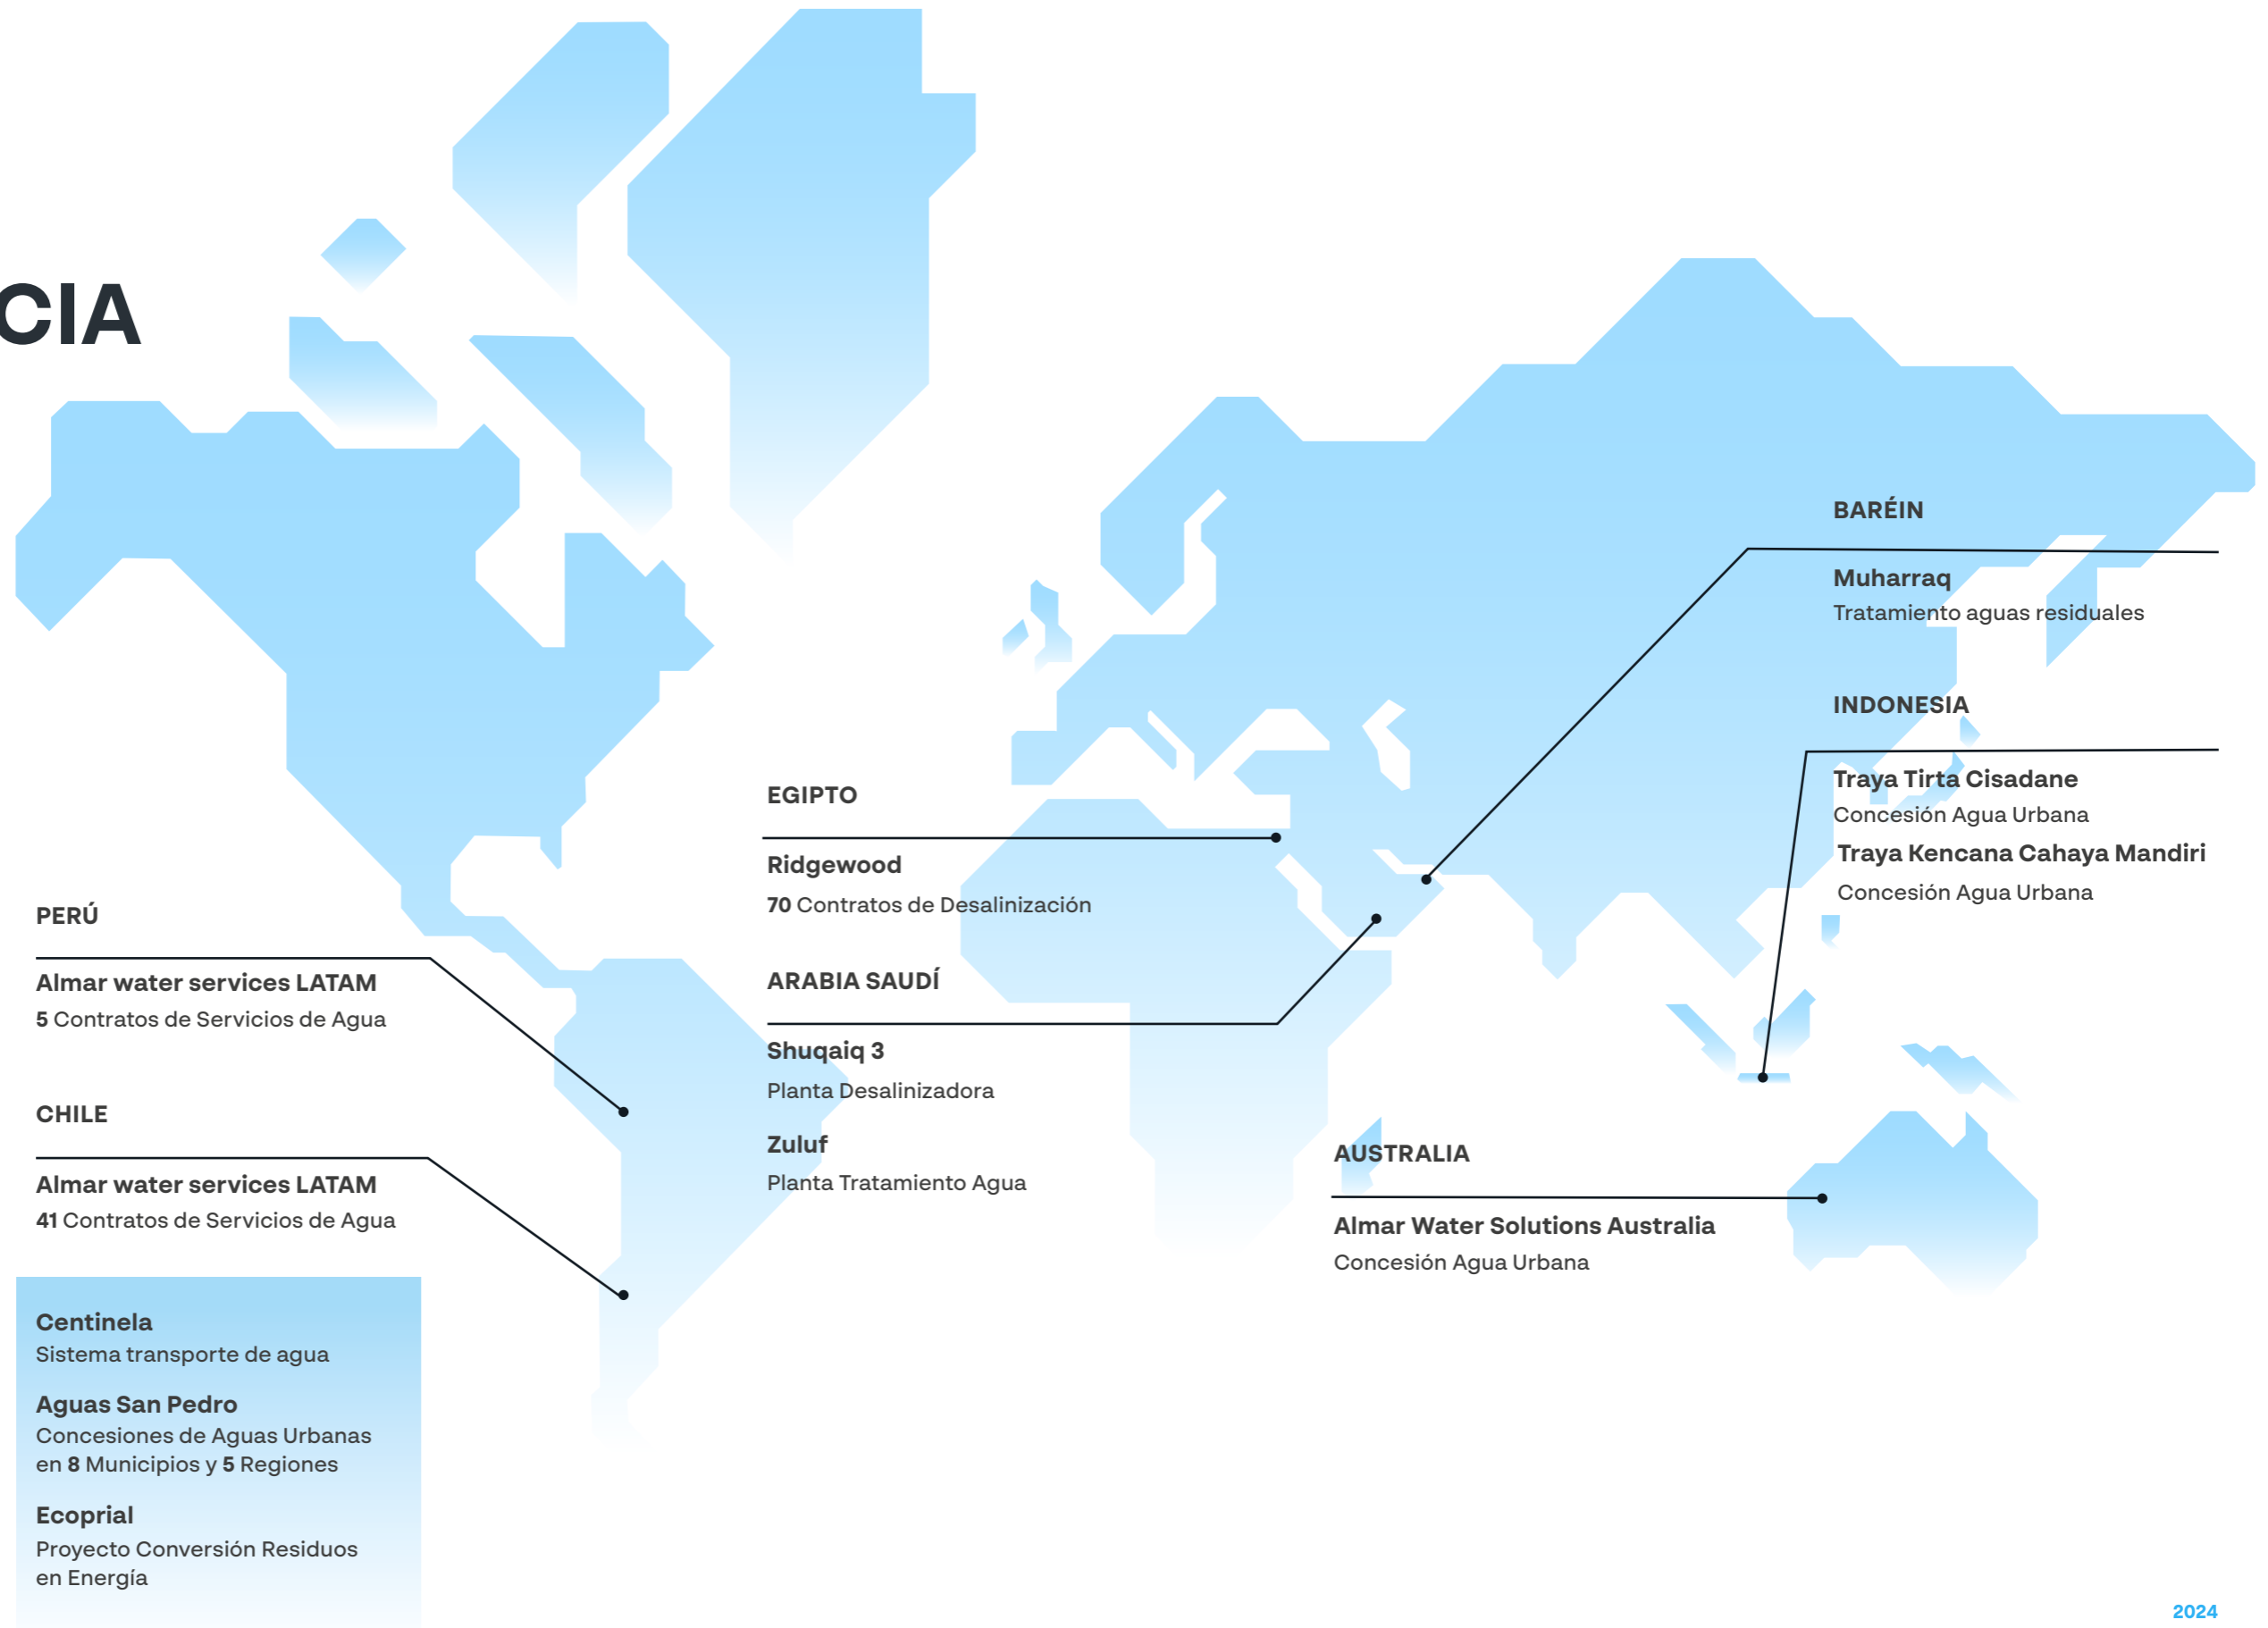 CIA
PERÚ
Almar water services LATAM
5 Contratos de Servicios de Agua
CHILE
Almar water services LATAM
41 Contratos de Servicios de Agua
Centinela
Sistema transporte de agua
Aguas San Pedro
Concesiones de Aguas Urbanas
en 8 Municipios y 5 Regiones
Ecoprial
Proyecto Conversión Residuos
en Energía
EGIPTO
Ridgewood
70 Contratos de Desalinización
ARABIA SAUDÍ
Shuqaiq 3
Planta Desalinizadora
Zuluf
Planta Tratamiento Agua
BARÉIN
Muharraq
Tratamiento aguas residuales
INDONESIA
Traya Tirta Cisadane
Concesión Agua Urbana
Traya Kencana Cahaya Mandiri
Concesión Agua Urbana
AUSTRALIA
Almar Water Solutions Australia
Concesión Agua Urbana
2024